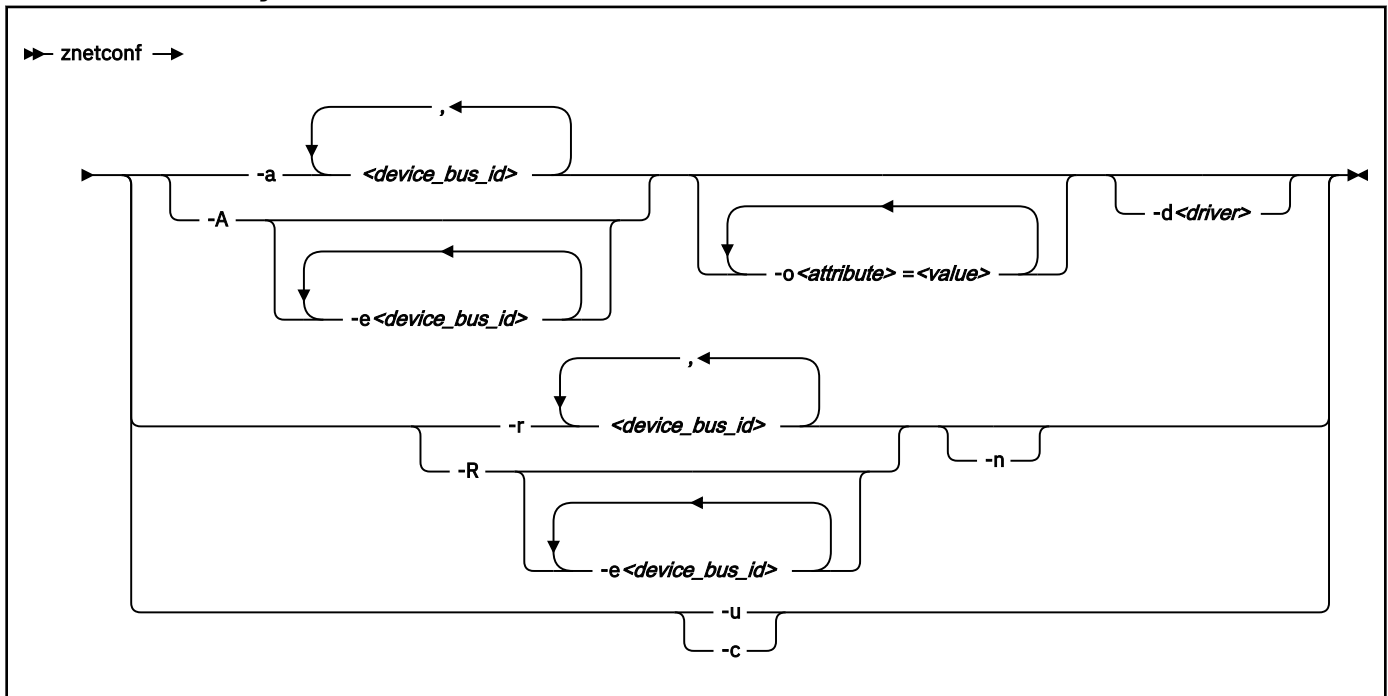 znetconf
,
-a <device_bus_id>
-A
-e<device_bus_id>
-o<attribute> =<value>
-d<driver>
,
-r <device_bus_id>
-R
-e<device_bus_id>
-n
-u
-c